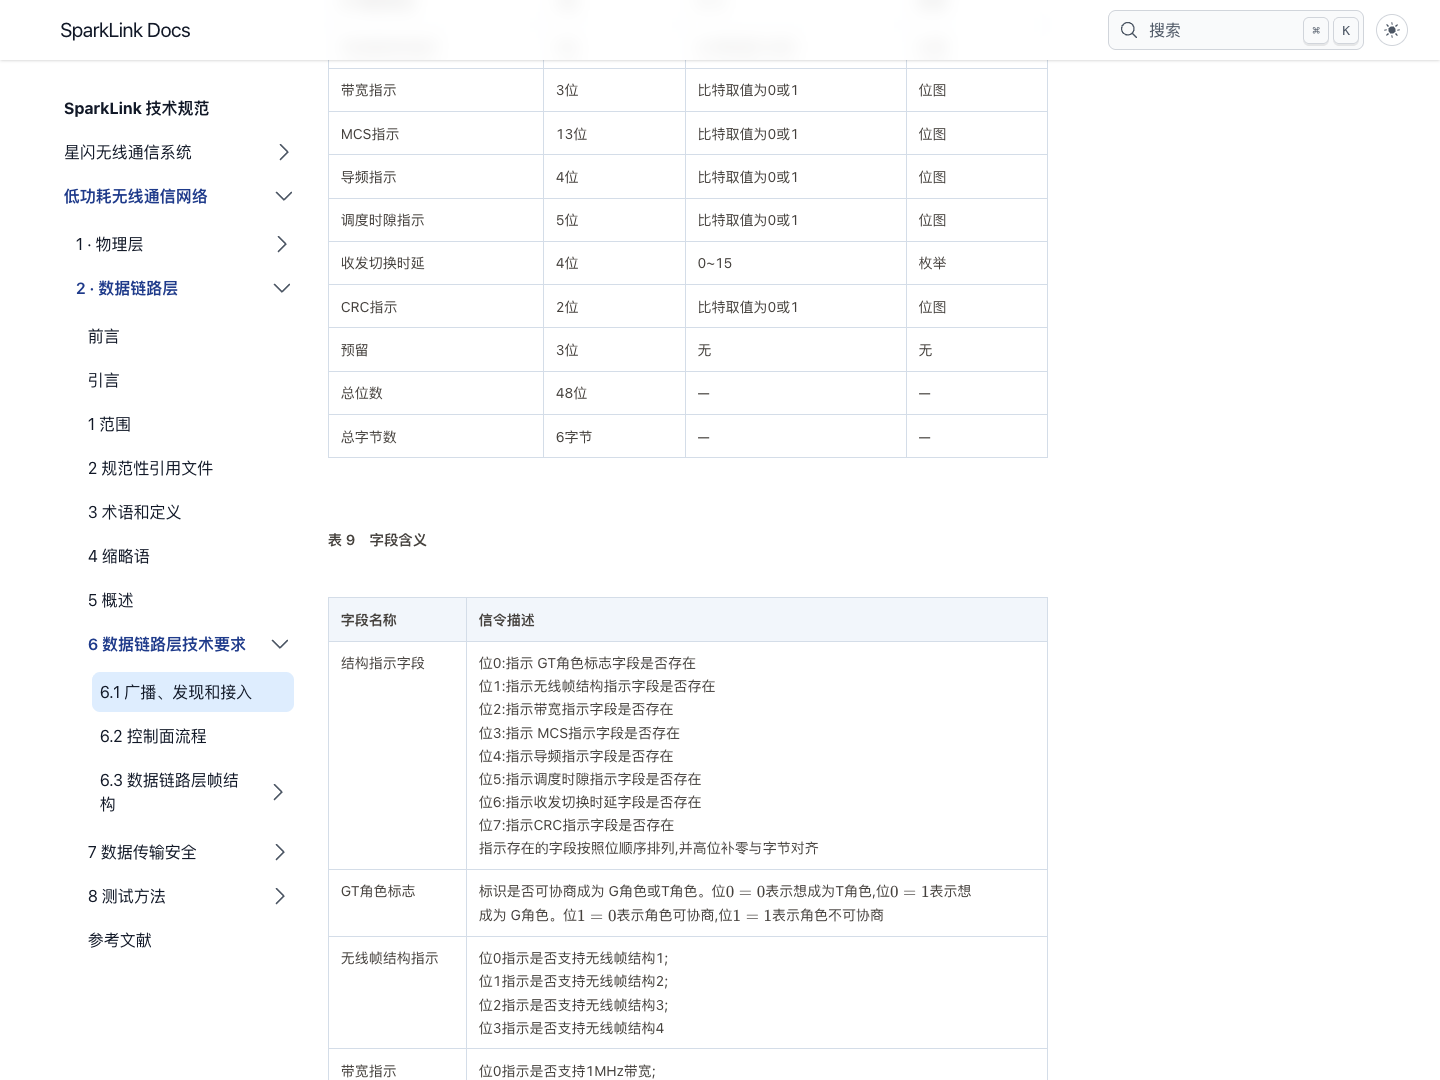 SparkLink Docs
搜索
⌘ K
SparkLink 技术规范
星闪无线通信系统
低功耗无线通信网络
1 · 物理层
2 · 数据链路层
前言
引言
1 范围
2 规范性引用文件
3 术语和定义
4 缩略语
5 概述
6 数据链路层技术要求
6.1 广播、发现和接入
6.2 控制面流程
6.3 数据链路层帧结
构
7 数据传输安全
8 测试方法
参考文献
带宽指示 3位 比特取值为0或1 位图
MCS指示 13位 比特取值为0或1 位图
导频指示 4位 比特取值为0或1 位图
调度时隙指示 5位 比特取值为0或1 位图
收发切换时延 4位 0~15 枚举
CRC指示 2位 比特取值为0或1 位图
预留 3位 无 无
总位数 48位 — —
总字节数 6字节 — —
表 9 字段含义
字段名称 信令描述
结构指示字段 位0:指示 GT角色标志字段是否存在
位1:指示无线帧结构指示字段是否存在
位2:指示带宽指示字段是否存在
位3:指示 MCS指示字段是否存在
位4:指示导频指示字段是否存在
位5:指示调度时隙指示字段是否存在
位6:指示收发切换时延字段是否存在
位7:指示CRC指示字段是否存在
指示存在的字段按照位顺序排列,并高位补零与字节对齐
GT角色标志 标识是否可协商成为 G角色或T角色。位0 = 0表示想成为T角色,位0 = 1表示想
成为 G角色。位1 = 0表示角色可协商,位1 = 1表示角色不可协商
无线帧结构指示 位0指示是否支持无线帧结构1;
位1指示是否支持无线帧结构2;
位2指示是否支持无线帧结构3;
位3指示是否支持无线帧结构4
带宽指示 位0指示是否支持1MHz带宽;